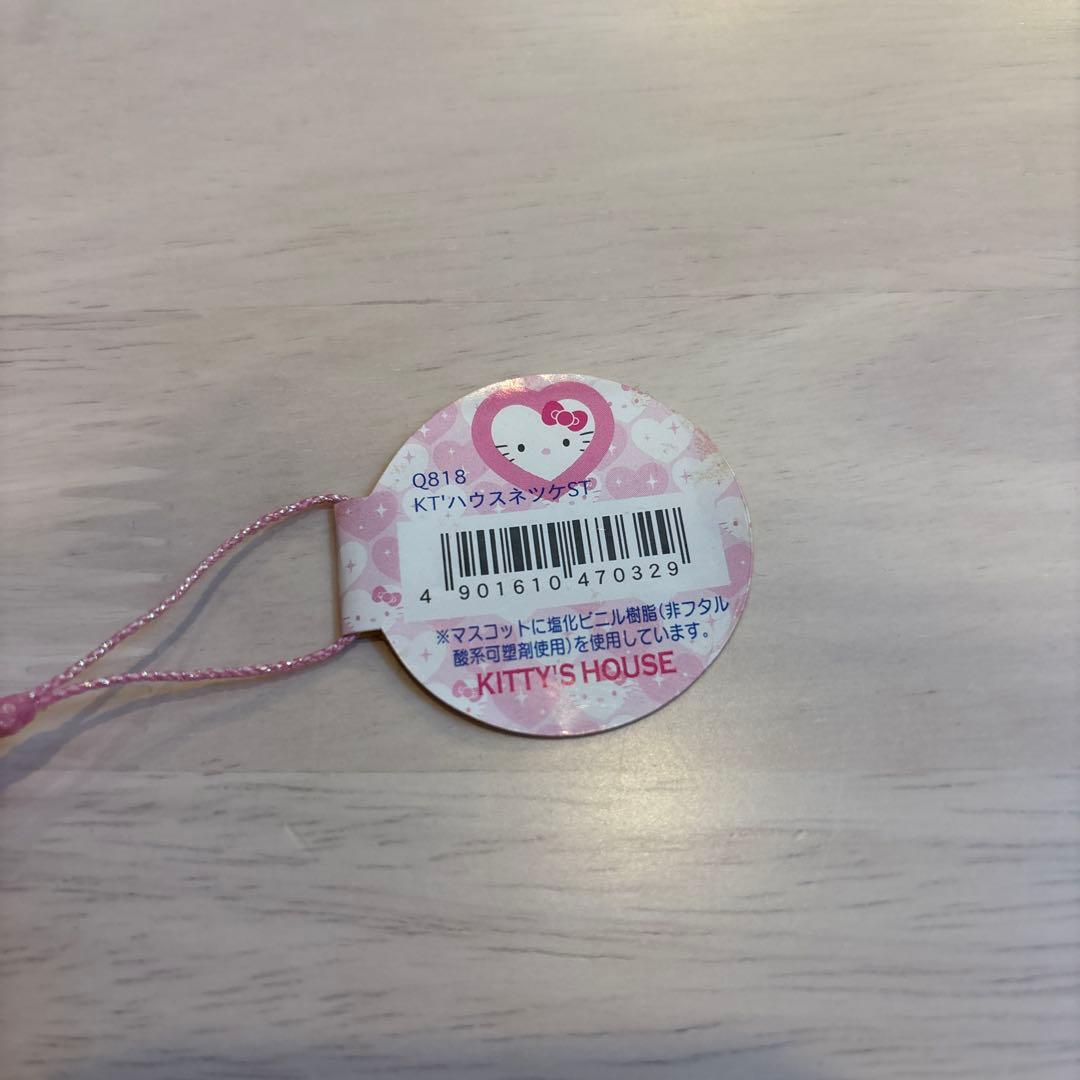 Q818
KT'ハウスネツケST
4 901610 470329
※マスコットに塩化ビニル樹脂(非フタル
酸系可塑剤使用)を使用しています。
KITTY'S HOUSE